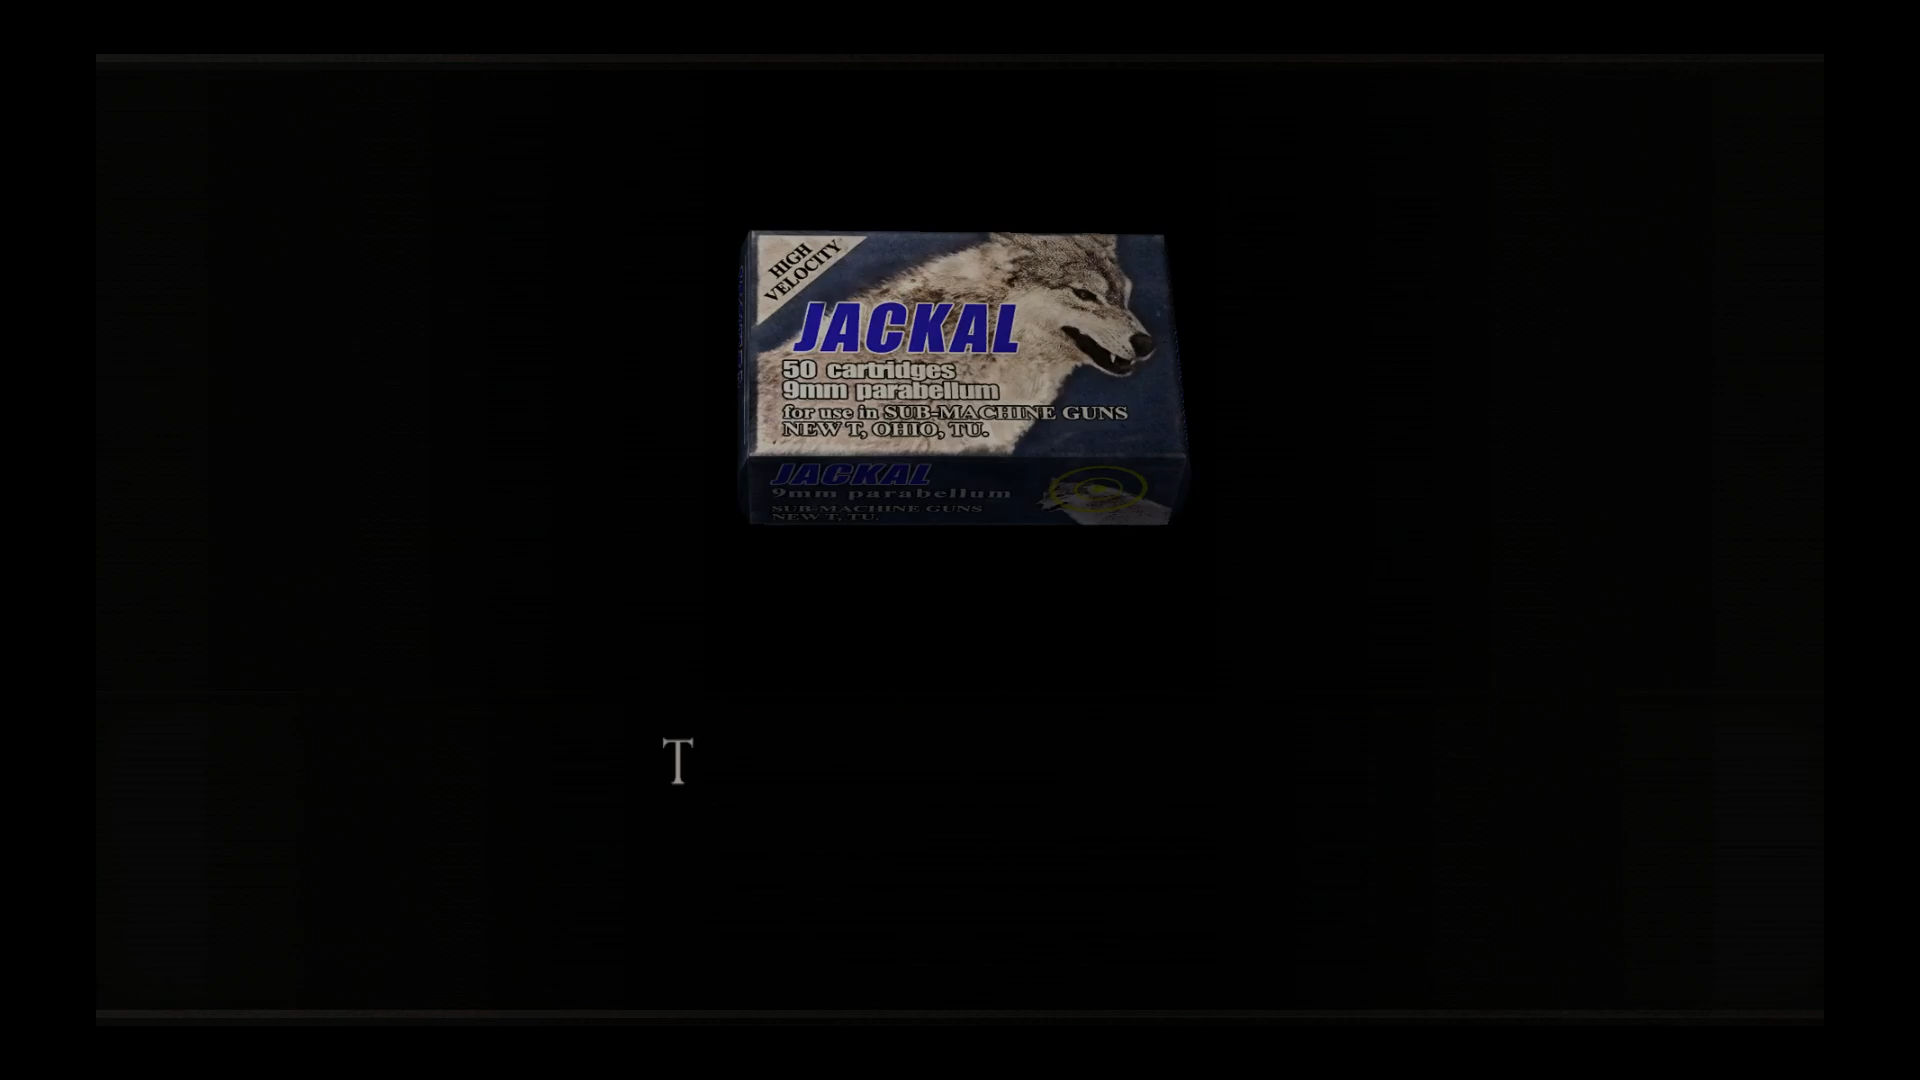 HIGH
VELOCITY
JACKAL
50 cartridges
9mm parabellum
for use in SUB-MACHINE GUNS
NEW T, OHIO, TU.
JACKAL
9mm parabellum
SUB-MACHINE GUNS
NEW T, TU.
T